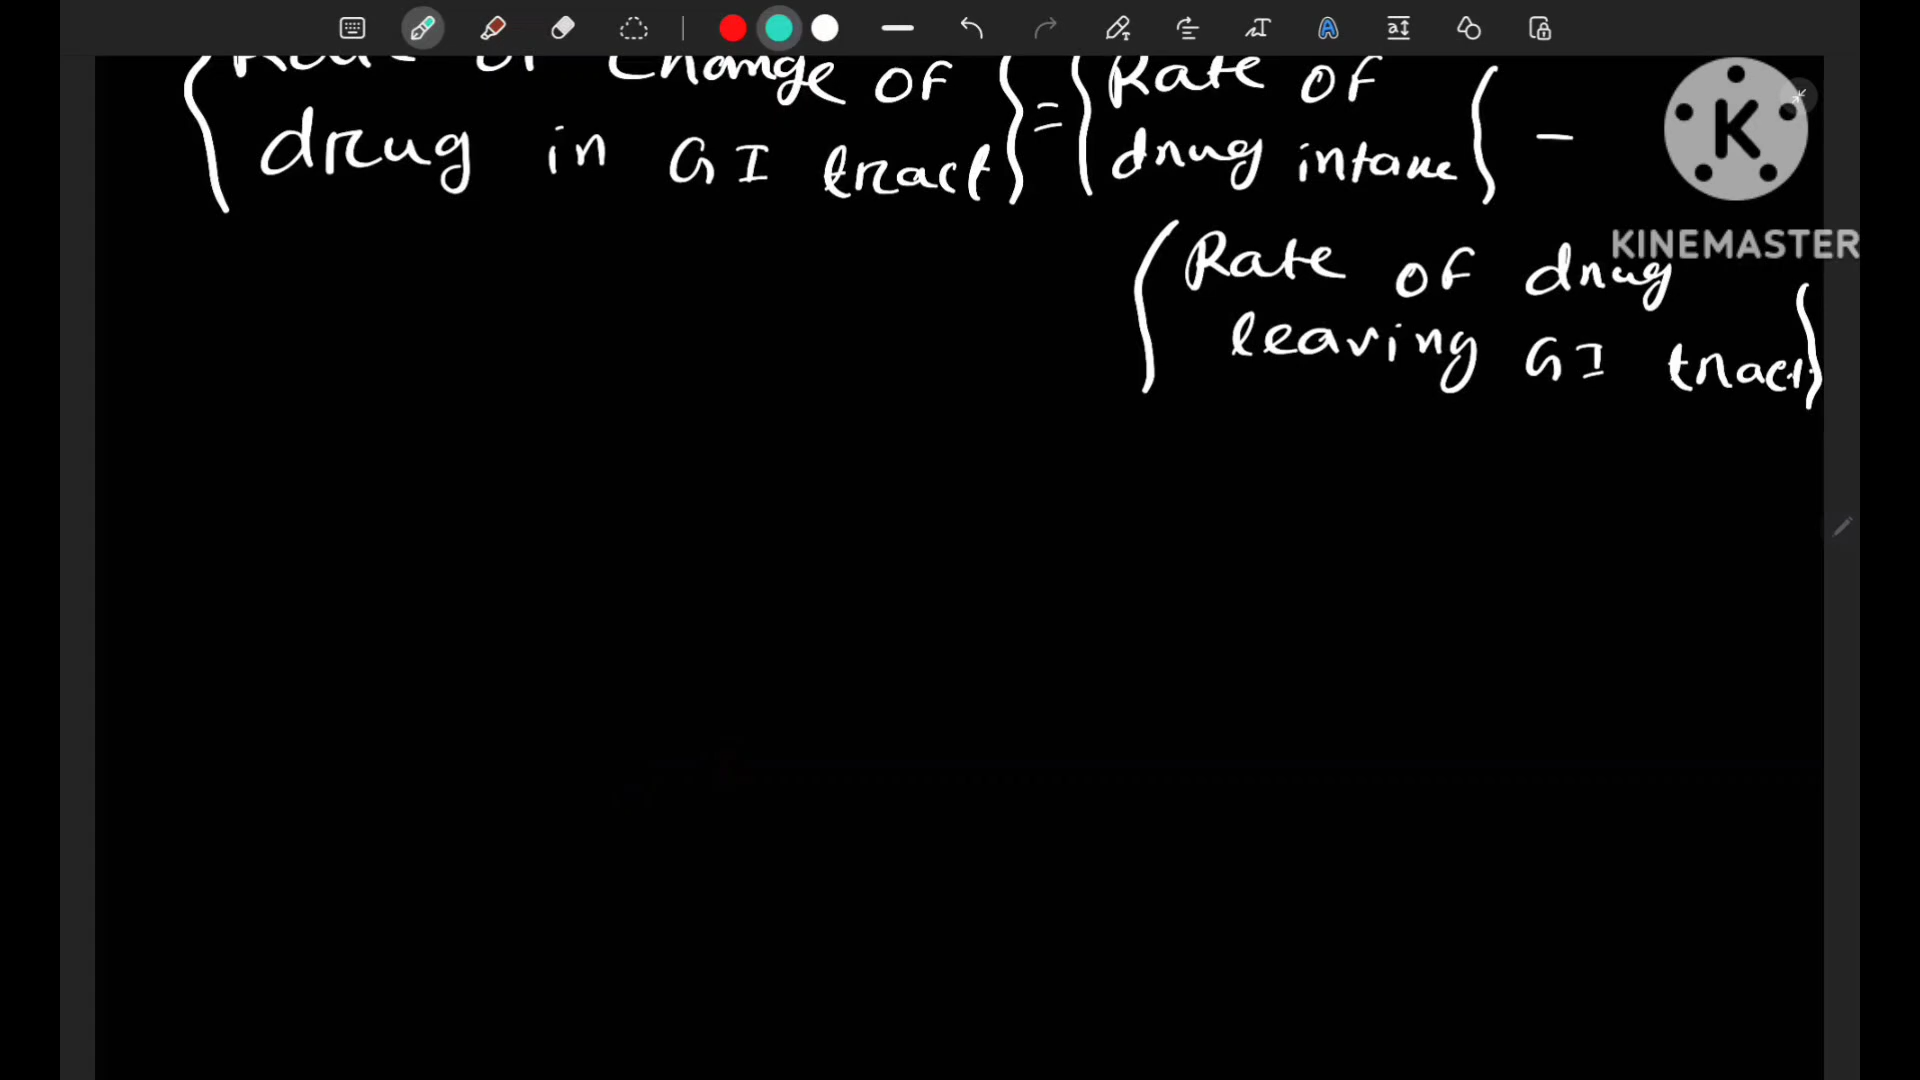 {Rate of change of
drug in GI tract} = {Rate of
drug intake} -
{Rate of drug
leaving GI tract}
K
KINEMASTER